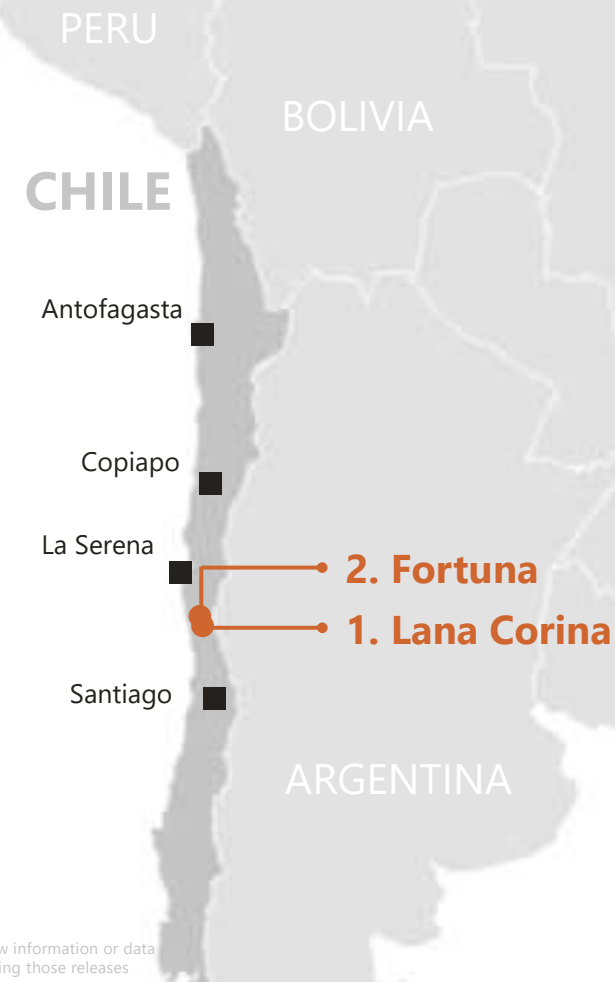 PERU
BOLIVIA
CHILE
Antofagasta
Copiapo
La Serena
2. Fortuna
1. Lana Corina
Santiago
ARGENTINA
information or data
those releases